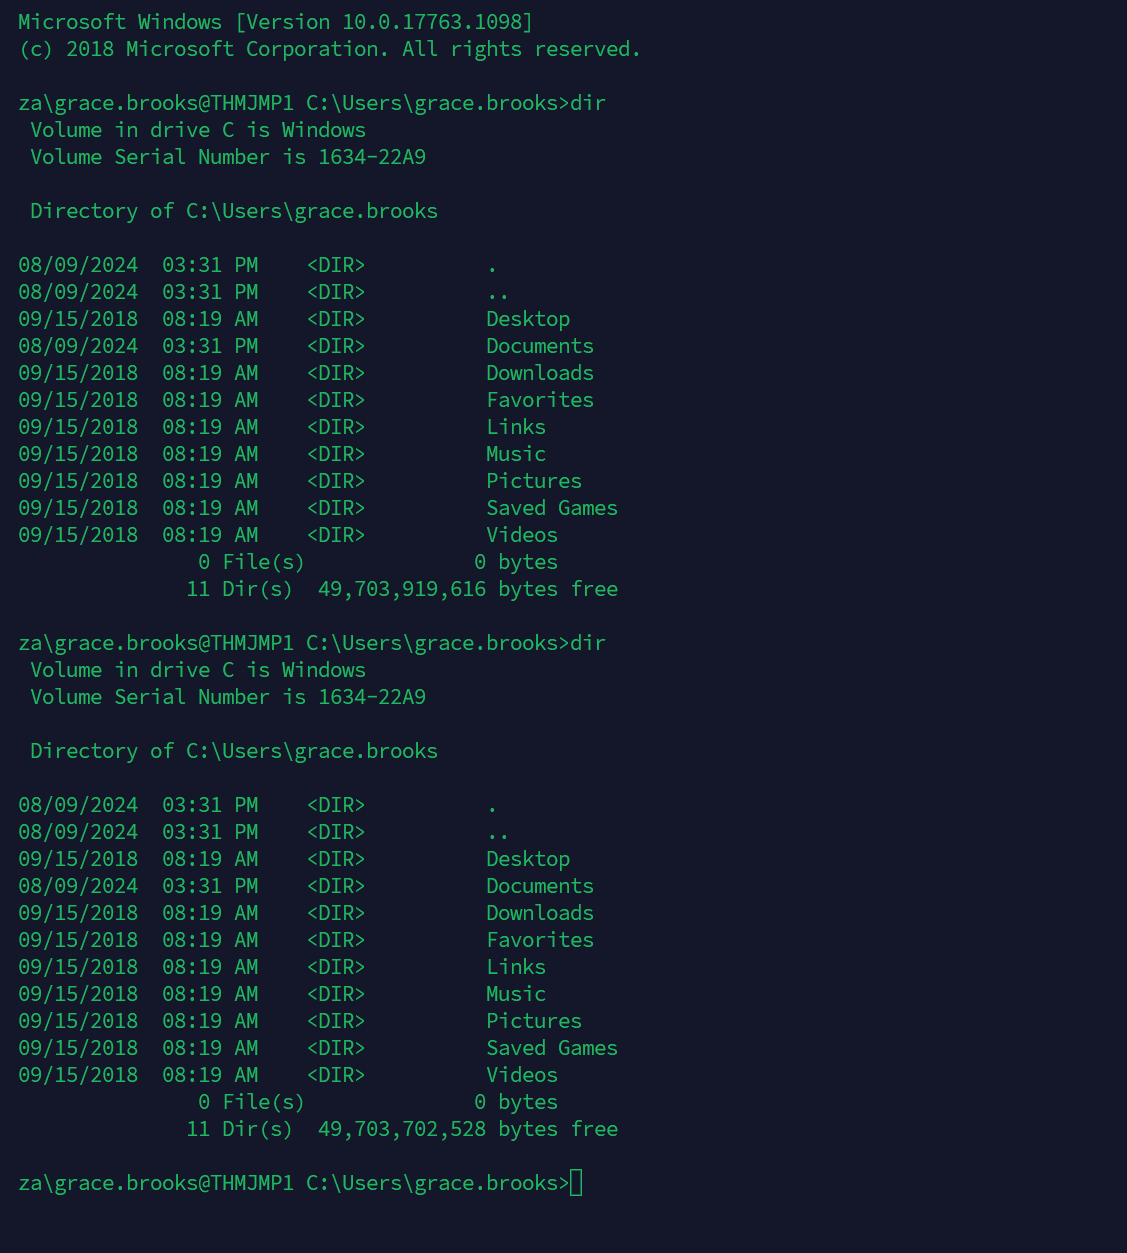 Microsoft Windows [Version 10.0.17763.1098]
(c) 2018 Microsoft Corporation. All rights reserved.

za\grace.brooks@THMJMP1 C:\Users\grace.brooks>dir
 Volume in drive C is Windows
 Volume Serial Number is 1634-22A9

 Directory of C:\Users\grace.brooks

08/09/2024  03:31 PM    <DIR>          .
08/09/2024  03:31 PM    <DIR>          ..
09/15/2018  08:19 AM    <DIR>          Desktop
08/09/2024  03:31 PM    <DIR>          Documents
09/15/2018  08:19 AM    <DIR>          Downloads
09/15/2018  08:19 AM    <DIR>          Favorites
09/15/2018  08:19 AM    <DIR>          Links
09/15/2018  08:19 AM    <DIR>          Music
09/15/2018  08:19 AM    <DIR>          Pictures
09/15/2018  08:19 AM    <DIR>          Saved Games
09/15/2018  08:19 AM    <DIR>          Videos
               0 File(s)              0 bytes
              11 Dir(s)  49,703,919,616 bytes free

za\grace.brooks@THMJMP1 C:\Users\grace.brooks>dir
 Volume in drive C is Windows
 Volume Serial Number is 1634-22A9

 Directory of C:\Users\grace.brooks

08/09/2024  03:31 PM    <DIR>          .
08/09/2024  03:31 PM    <DIR>          ..
09/15/2018  08:19 AM    <DIR>          Desktop
08/09/2024  03:31 PM    <DIR>          Documents
09/15/2018  08:19 AM    <DIR>          Downloads
09/15/2018  08:19 AM    <DIR>          Favorites
09/15/2018  08:19 AM    <DIR>          Links
09/15/2018  08:19 AM    <DIR>          Music
09/15/2018  08:19 AM    <DIR>          Pictures
09/15/2018  08:19 AM    <DIR>          Saved Games
09/15/2018  08:19 AM    <DIR>          Videos
               0 File(s)              0 bytes
              11 Dir(s)  49,703,702,528 bytes free

za\grace.brooks@THMJMP1 C:\Users\grace.brooks>